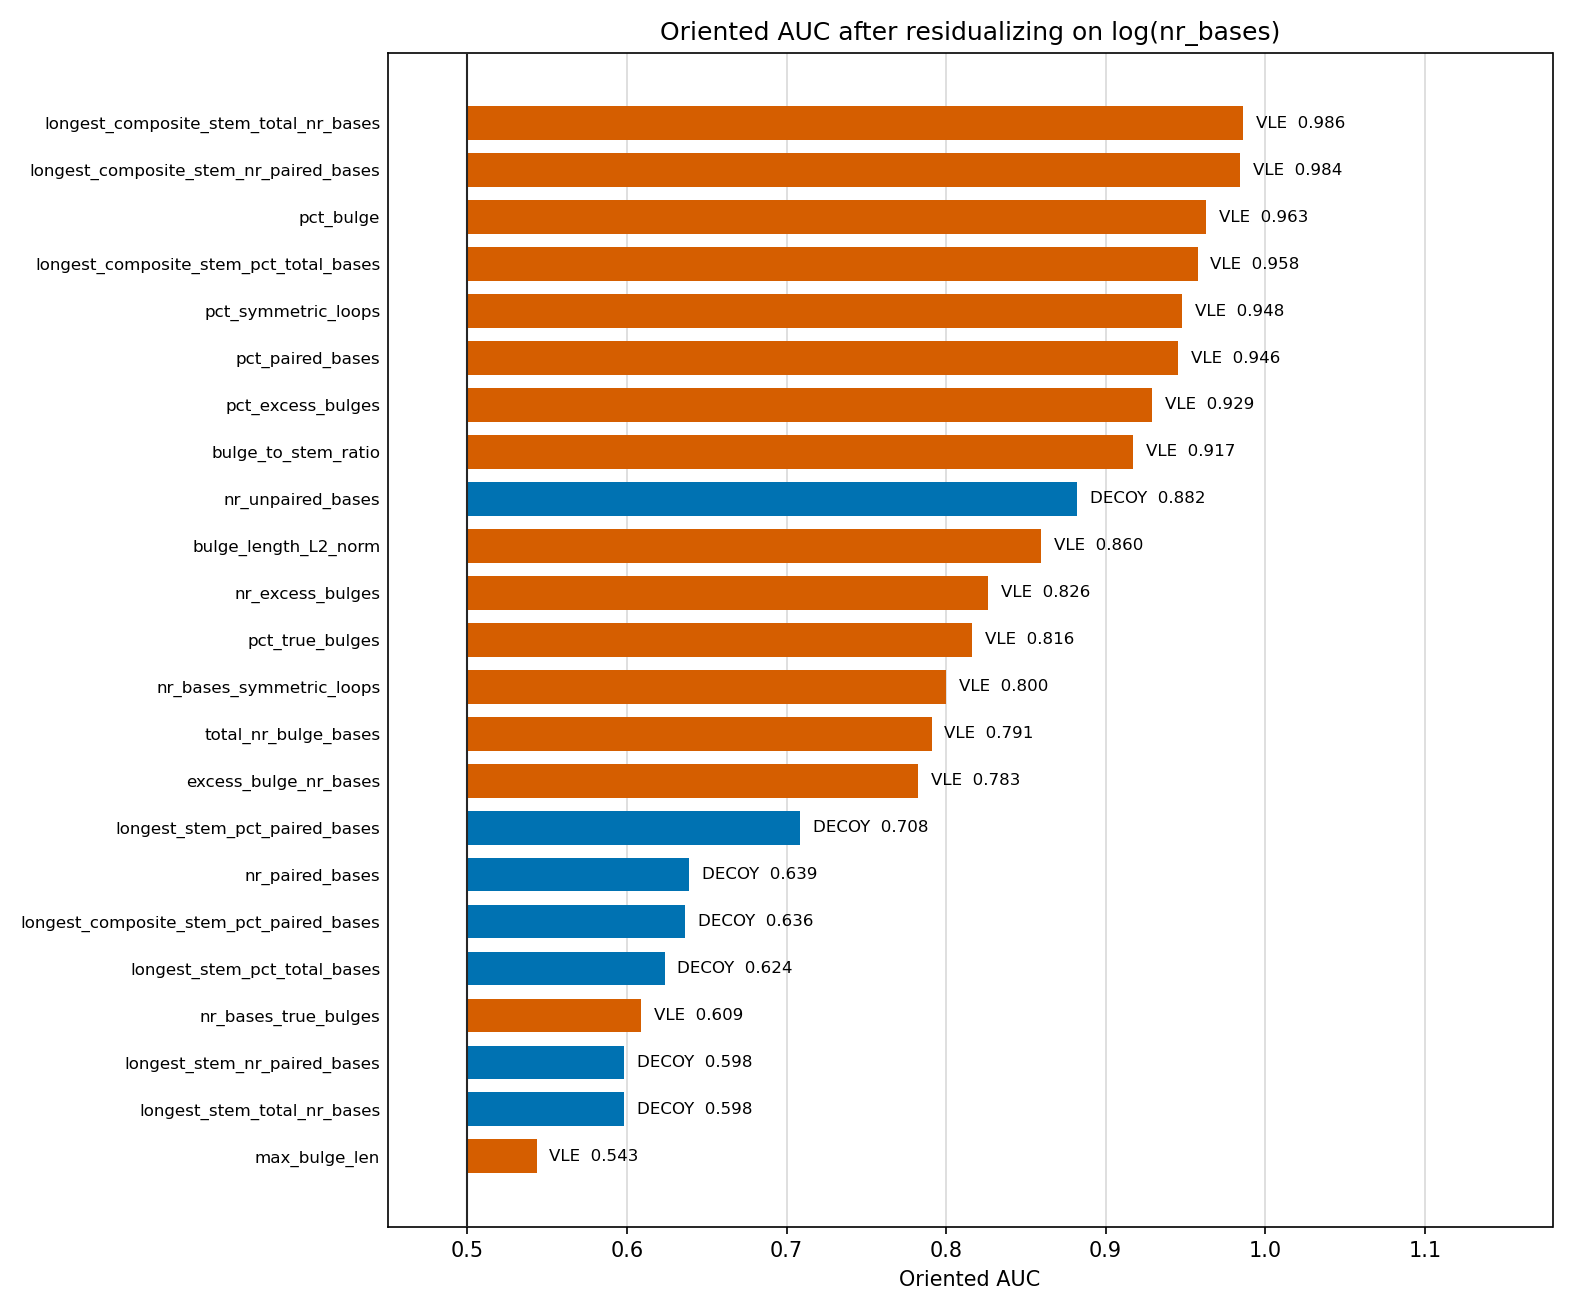 Oriented AUC after residualizing on log(nr_bases)
longest_composite_stem_total_nr_bases VLE 0.986
longest_composite_stem_nr_paired_bases VLE 0.984
pct_bulge VLE 0.963
longest_composite_stem_pct_total_bases VLE 0.958
pct_symmetric_loops VLE 0.948
pct_paired_bases VLE 0.946
pct_excess_bulges VLE 0.929
bulge_to_stem_ratio VLE 0.917
nr_unpaired_bases DECOY 0.882
bulge_length_L2_norm VLE 0.860
nr_excess_bulges VLE 0.826
pct_true_bulges VLE 0.816
nr_bases_symmetric_loops VLE 0.800
total_nr_bulge_bases VLE 0.791
excess_bulge_nr_bases VLE 0.783
longest_stem_pct_paired_bases DECOY 0.708
nr_paired_bases DECOY 0.639
longest_composite_stem_pct_paired_bases DECOY 0.636
longest_stem_pct_total_bases DECOY 0.624
nr_bases_true_bulges VLE 0.609
longest_stem_nr_paired_bases DECOY 0.598
longest_stem_total_nr_bases DECOY 0.598
max_bulge_len VLE 0.543
0.5 0.6 0.7 0.8 0.9 1.0 1.1
Oriented AUC